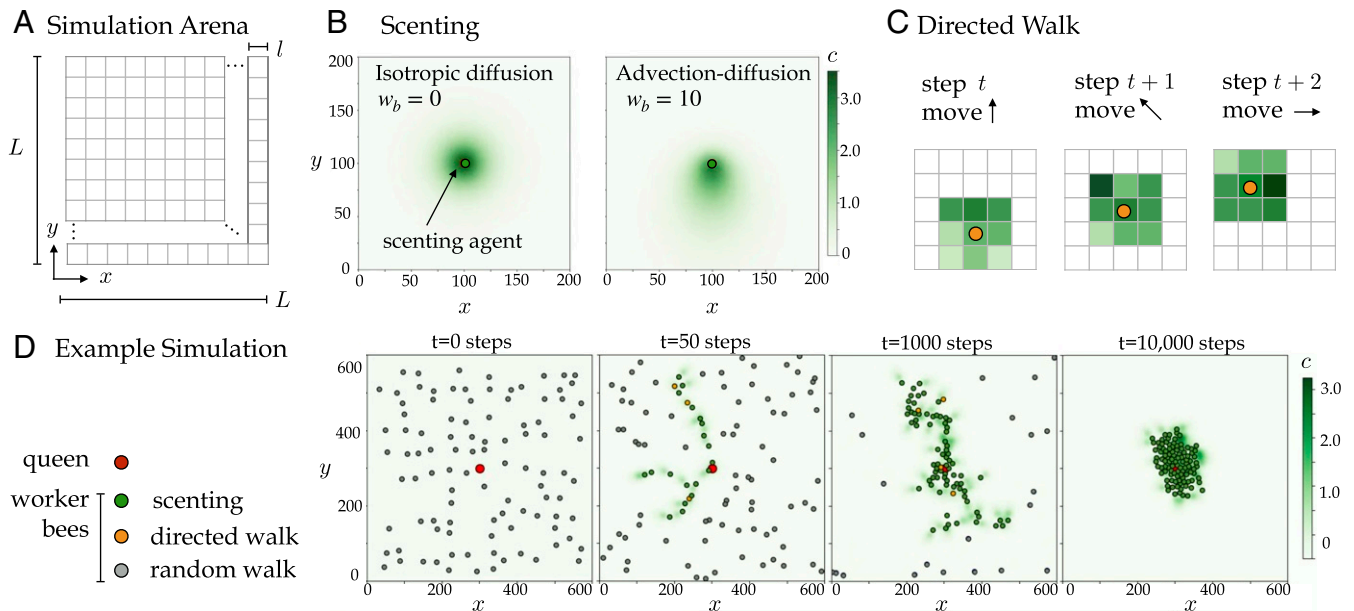 A Simulation Arena
l
L
y
x
L
B Scenting
Isotropic diffusion
w_b = 0
Advection-diffusion
w_b = 10
c
3.0
2.0
1.0
0
200
150
y 100
50
0
scenting agent
0 50 100 150 200
x
0 50 100 150 200
x
C Directed Walk
step t
move ↑
step t + 1
move ↖
step t + 2
move →
D Example Simulation
queen
worker
bees
scenting
directed walk
random walk
t=0 steps
t=50 steps
t=1000 steps
t=10,000 steps
600
400
y
200
0
0 200 400 600
x
0 200 400 600
x
0 200 400 600
x
0 200 400 600
x
c
3.0
2.0
1.0
0